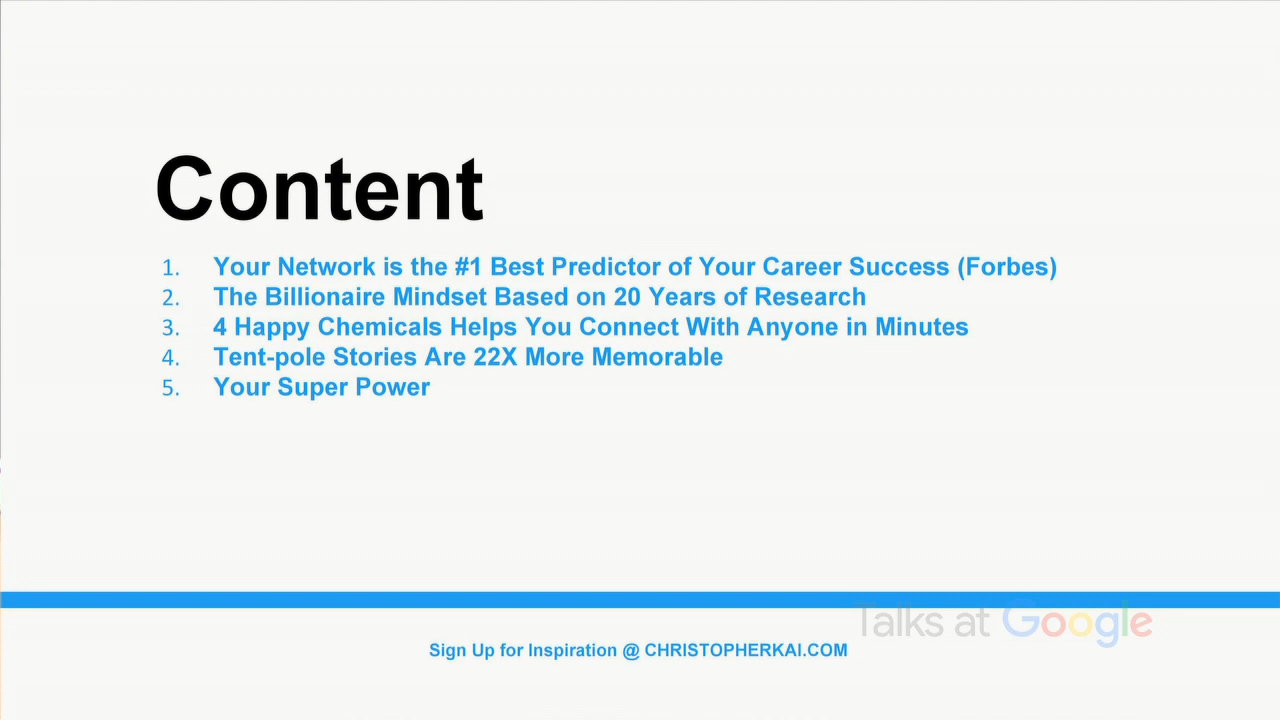 Content
1. Your Network is the #1 Best Predictor of Your Career Success (Forbes)
2. The Billionaire Mindset Based on 20 Years of Research
3. 4 Happy Chemicals Helps You Connect With Anyone in Minutes
4. Tent-pole Stories Are 22X More Memorable
5. Your Super Power
Talks at Google
Sign Up for Inspiration @ CHRISTOPHERKAI.COM